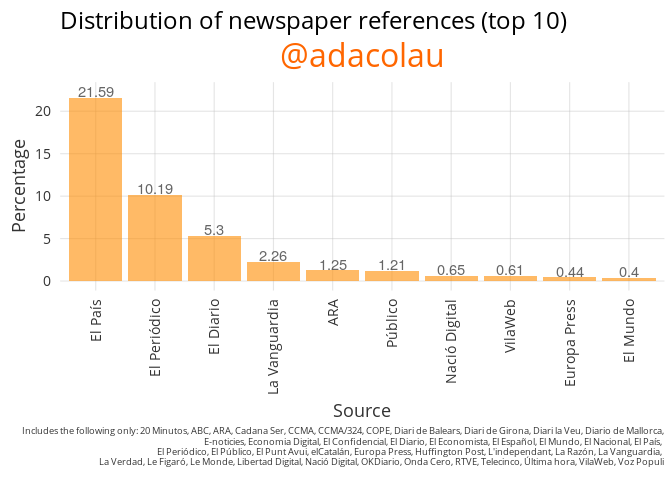 Distribution of newspaper references (top 10)
@adacolau
Percentage
20
15
10
5
0
21.59
10.19
5.3
2.26
1.25
1.21
0.65
0.61
0.44
0.4
El País
El Periódico
El Diario
La Vanguardia
ARA
Público
Nació Digital
VilaWeb
Europa Press
El Mundo
Source
Includes the following only: 20 Minutos, ABC, ARA, Cadana Ser, CCMA, CCMA/324, COPE, Diari de Balears, Diari de Girona, Diari la Veu, Diario de Mallorca,
E-noticies, Economia Digital, El Confidencial, El Diario, El Economista, El Español, El Mundo, El Nacional, El País,
El Periódico, El Público, El Punt Avui, elCatalán, Europa Press, Huffington Post, L'independant, La Razón, La Vanguardia,
La Verdad, Le Figaró, Le Monde, Libertad Digital, Nació Digital, OKDiario, Onda Cero, RTVE, Telecinco, Última hora, VilaWeb, Voz Populi